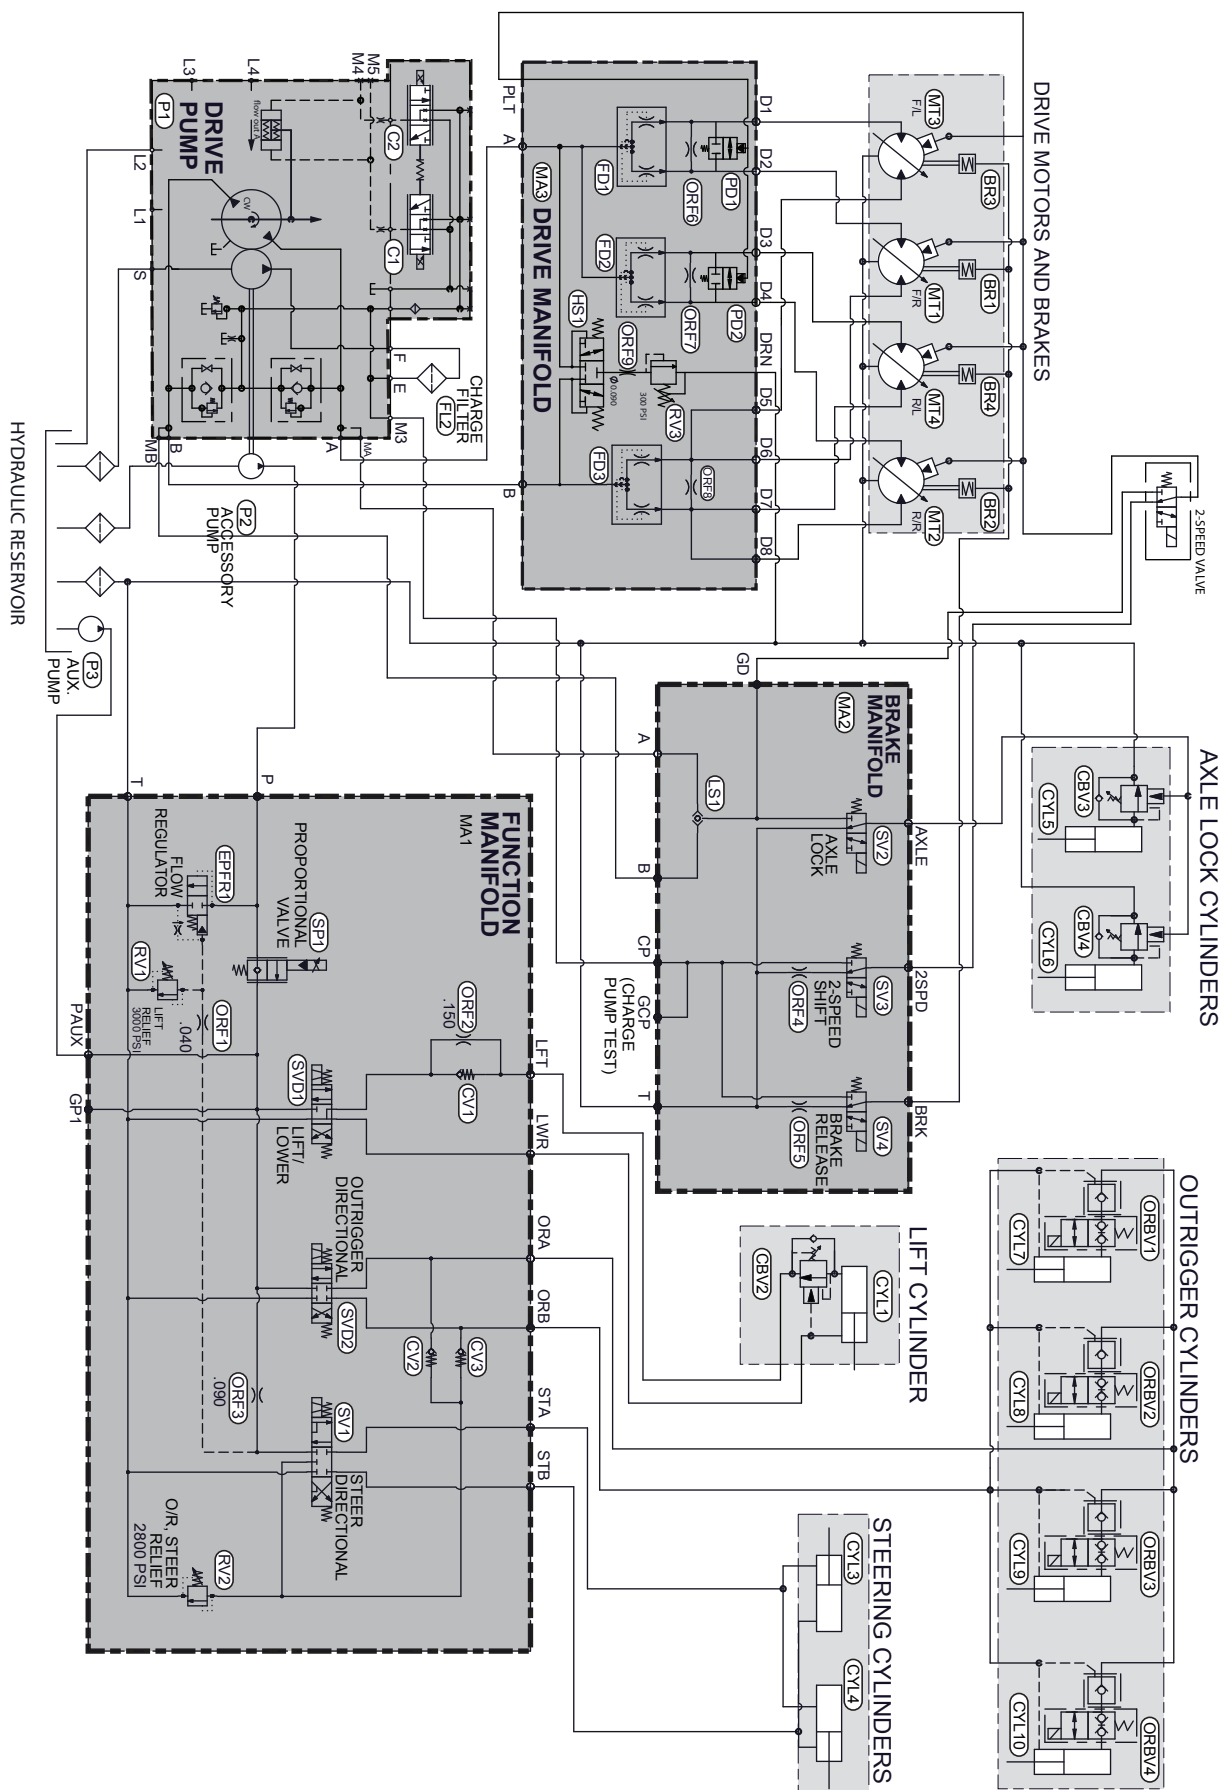 DRIVE MOTORS AND BRAKES
MT3
F/L
BR3
MT1
F/R
BR1
MT4
R/L
BR4
MT2
R/R
BR2
2-SPEED VALVE
AXLE LOCK CYLINDERS
CBV3
CYL5
CBV4
CYL6
OUTRIGGER CYLINDERS
ORBV1
CYL7
ORBV2
CYL8
ORBV3
CYL9
ORBV4
CYL10
DRIVE MANIFOLD
MA3
PLT
A
B
D1
D2
D3
D4
DRN
D5
D6
D7
D8
FD1
ORF6
PD1
FD2
ORF7
PD2
HS1
ORF9
Ø 0.090
300 PSI
RV3
FD3
ORF8
BRAKE
MANIFOLD
MA2
GD
A
B
CP
GCP
(CHARGE
PUMP TEST)
T
AXLE
2SPD
BRK
LS1
SV2
AXLE
LOCK
SV3
2-SPEED
SHIFT
ORF4
SV4
BRAKE
RELEASE
ORF5
LIFT CYLINDER
CYL1
CBV2
STEERING CYLINDERS
CYL3
CYL4
DRIVE
PUMP
P1
L3
L4
M4
M5
C2
C1
flow out A
CW
L2
L1
S
F
E
M3
MA
A
B
MB
CHARGE
FILTER
FL2
HYDRAULIC RESERVOIR
P2
ACCESSORY
PUMP
P3
AUX.
PUMP
FUNCTION
MANIFOLD
MA1
T
P
PAUX
GP1
LFT
LWR
ORA
ORB
STA
STB
PROPORTIONAL
VALVE
SP1
EPFR1
FLOW
REGULATOR
RV1
LIFT
RELIEF
3000 PSI
ORF1
.040
ORF2
.150
CV1
SVD1
LIFT/
LOWER
OUTRIGGER
DIRECTIONAL
SVD2
CV2
CV3
ORF3
.090
SV1
STEER
DIRECTIONAL
O/R, STEER
RELIEF
2800 PSI
RV2